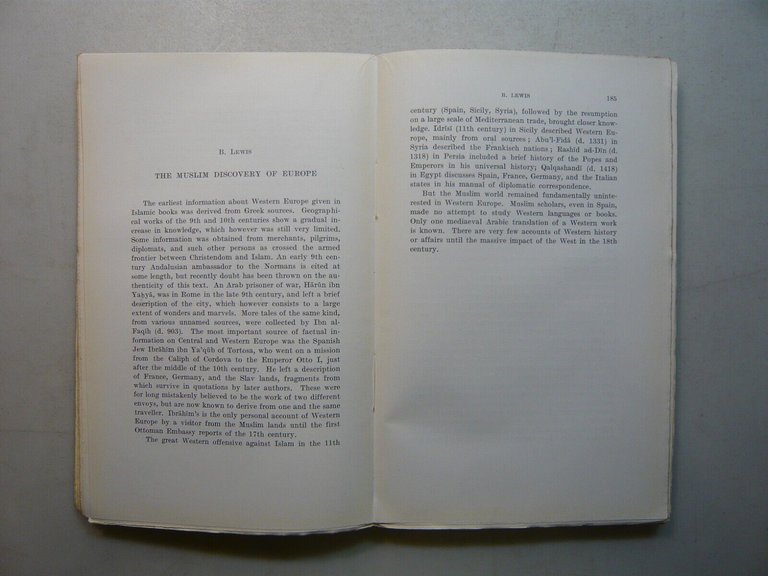 B. Lewis
THE MUSLIM DISCOVERY OF EUROPE
The earliest information about Western Europe given in
Islamic books was derived from Greek sources. Geographi-
cal works of the 9th and 10th centuries show a gradual in-
crease in knowledge, which however was still very limited.
Some information was obtained from merchants, pilgrims,
diplomats, and such other persons as crossed the armed
frontier between Christendom and Islam. An early 9th cen-
tury Andalusian ambassador to the Normans is cited at
some length, but recently doubt has been thrown on the au-
thenticity of this text. An Arab prisoner of war, Hārūn ibn
Yaḥyā, was in Rome in the late 9th century, and left a brief
description of the city, which however consists to a large
extent of wonders and marvels. More tales of the same kind,
from various unnamed sources, were collected by Ibn al-
Faqīh (d. 903). The most important source of factual in-
formation on Central and Western Europe was the Spanish
Jew Ibrāhīm ibn Ya'qūb of Tortosa, who went on a mission
from the Caliph of Cordova to the Emperor Otto I, just
after the middle of the 10th century. He left a description
of France, Germany, and the Slav lands, fragments from
which survive in quotations by later authors. These were
for long mistakenly believed to be the work of two different
envoys, but are now known to derive from one and the same
traveller. Ibrāhīm's is the only personal account of Western
Europe by a visitor from the Muslim lands until the first
Ottoman Embassy reports of the 17th century.
The great Western offensive against Islam in the 11th
B. LEWIS 185
century (Spain, Sicily, Syria), followed by the resumption
on a large scale of Mediterranean trade, brought closer know-
ledge. Idrīsī (11th century) in Sicily described Western Eu-
rope, mainly from oral sources; Abu'l-Fidā (d. 1331) in
Syria described the Frankish nations; Rashīd ad-Dīn (d.
1318) in Persia included a brief history of the Popes and
Emperors in his universal history; Qalqashandī (d. 1418)
in Egypt discusses Spain, France, Germany, and the Italian
states in his manual of diplomatic correspondence.
But the Muslim world remained fundamentally uninte-
rested in Western Europe. Muslim scholars, even in Spain,
made no attempt to study Western languages or books.
Only one mediaeval Arabic translation of a Western work
is known. There are very few accounts of Western history
or affairs until the massive impact of the West in the 18th
century.